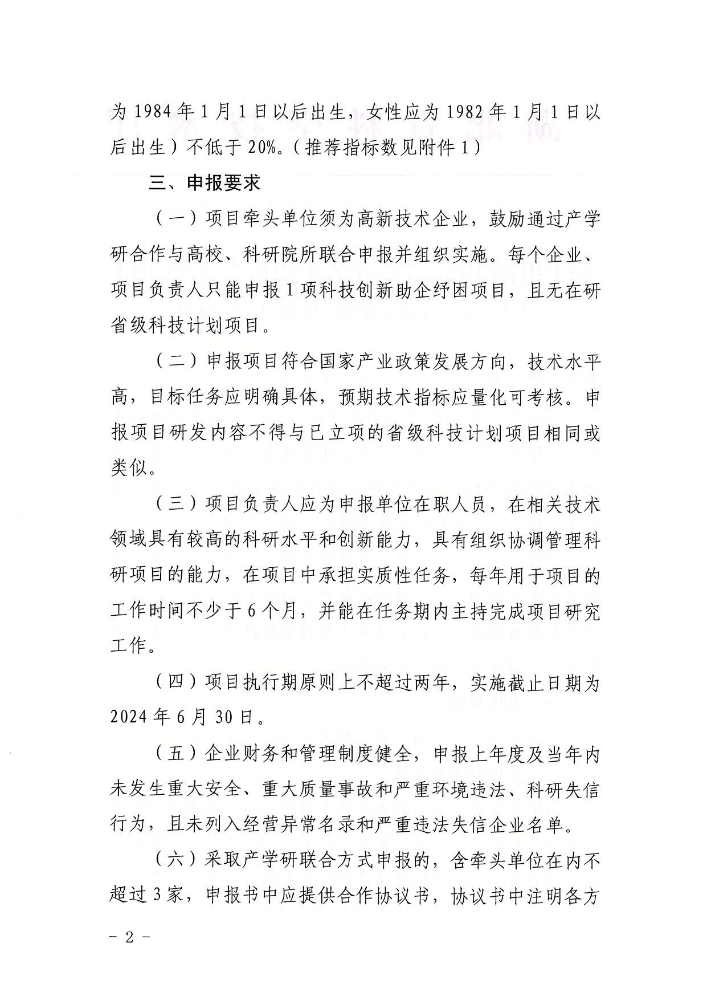 为1984年1月1日以后出生，女性应为1982年1月1日以
后出生）不低于20%。（推荐指标数见附件1）
三、申报要求
（一）项目牵头单位须为高新技术企业，鼓励通过产学
研合作与高校、科研院所联合申报并组织实施。每个企业、
项目负责人只能申报1项科技创新助企纾困项目，且无在研
省级科技计划项目。
（二）申报项目符合国家产业政策发展方向，技术水平
高，目标任务应明确具体，预期技术指标应量化可考核。申
报项目研发内容不得与已立项的省级科技计划项目相同或
类似。
（三）项目负责人应为申报单位在职人员，在相关技术
领域具有较高的科研水平和创新能力，具有组织协调管理科
研项目的能力，在项目中承担实质性任务，每年用于项目的
工作时间不少于6个月，并能在任务期内主持完成项目研究
工作。
（四）项目执行期原则上不超过两年，实施截止日期为
2024年6月30日。
（五）企业财务和管理制度健全，申报上年度及当年内
未发生重大安全、重大质量事故和严重环境违法、科研失信
行为，且未列入经营异常名录和严重违法失信企业名单。
（六）采取产学研联合方式申报的，含牵头单位在内不
超过3家，申报书中应提供合作协议书，协议书中注明各方
- 2 -